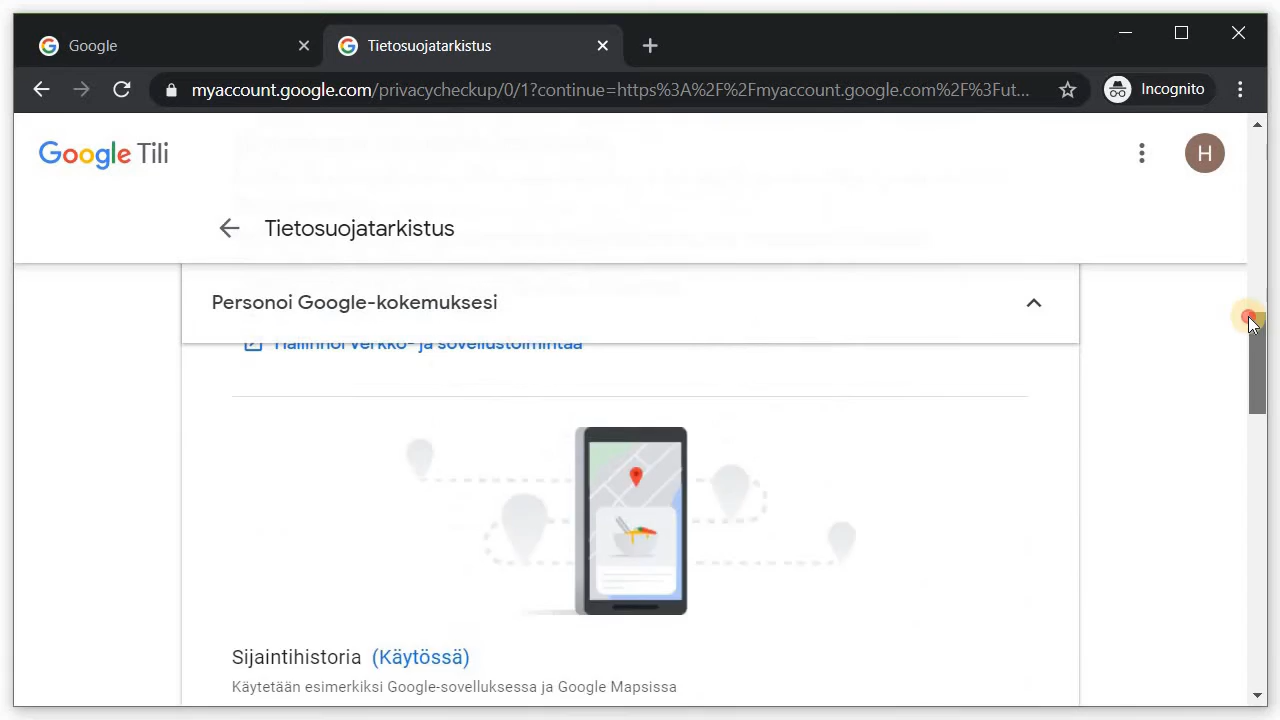 Google
Tietosuojatarkistus
myaccount.google.com/privacycheckup/0/1?continue=https%3A%2F%2Fmyaccount.google.com%2F%3Fut...
Incognito
Google Tili
H
Tietosuojatarkistus
Personoi Google-kokemuksesi
Hallinnoi verkko- ja sovellustoimintaa
Sijaintihistoria (Käytössä)
Käytetään esimerkiksi Google-sovelluksessa ja Google Mapsissa